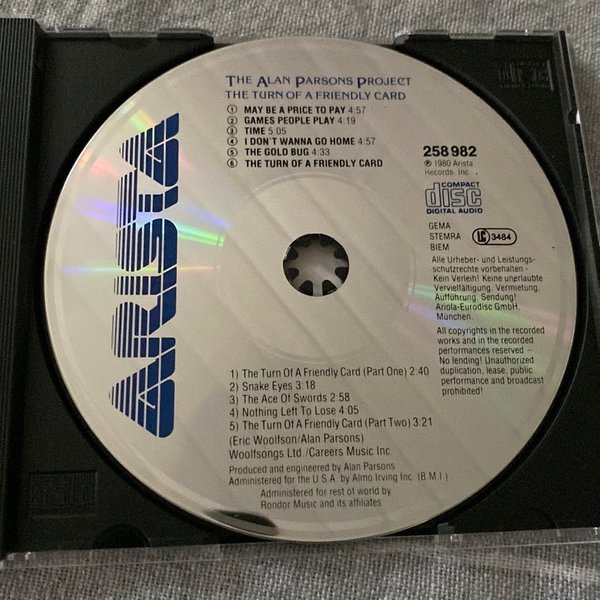 THE ALAN PARSONS PROJECT
THE TURN OF A FRIENDLY CARD
1 MAY BE A PRICE TO PAY 4:57
2 GAMES PEOPLE PLAY 4:19
3 TIME 5:05
4 I DON'T WANNA GO HOME 4:57
5 THE GOLD BUG 4:33
6 THE TURN OF A FRIENDLY CARD
ARISTA
258 982
℗ 1980 Arista
Records, Inc.
COMPACT
disc
DIGITAL AUDIO
GEMA
STEMRA
BIEM
LC 3484
Alle Urheber- und Leistungs-
schutzrechte vorbehalten -
Kein Verleih! Keine unerlaubte
Vervielfältigung, Vermietung,
Aufführung, Sendung!
Ariola-Eurodisc GmbH,
München.
All copyrights in the recorded
works and in the recorded
performances reserved –
No lending! Unauthorized
duplication, lease, public
performance and broadcast
prohibited!
1) The Turn Of A Friendly Card (Part One) 2:40
2) Snake Eyes 3:18
3) The Ace Of Swords 2:58
4) Nothing Left To Lose 4:05
5) The Turn Of A Friendly Card (Part Two) 3:21
(Eric Woolfson/Alan Parsons)
Woolfsongs Ltd./Careers Music Inc.
Produced and engineered by Alan Parsons
Administered for the U.S.A. by Almo Irving Inc. (B.M.I.)
Administered for rest of world by
Rondor Music and its affiliates